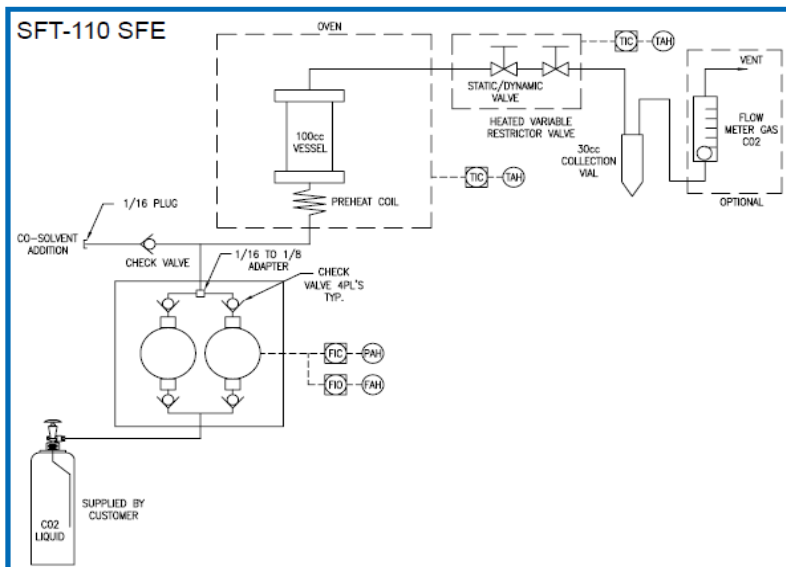 SFT-110 SFE
OVEN
TIC
TAH
VENT
STATIC/DYNAMIC
VALVE
HEATED VARIABLE
RESTRICTOR VALVE
FLOW
METER GAS
CO2
100cc
VESSEL
30cc
COLLECTION
VIAL
TIC
TAH
PREHEAT COIL
OPTIONAL
1/16 PLUG
CO-SOLVENT
ADDITION
CHECK VALVE
1/16 TO 1/8
ADAPTER
CHECK
VALVE 4PL'S
TYP.
FIC
PAH
FIO
FAH
SUPPLIED BY
CUSTOMER
CO2
LIQUID